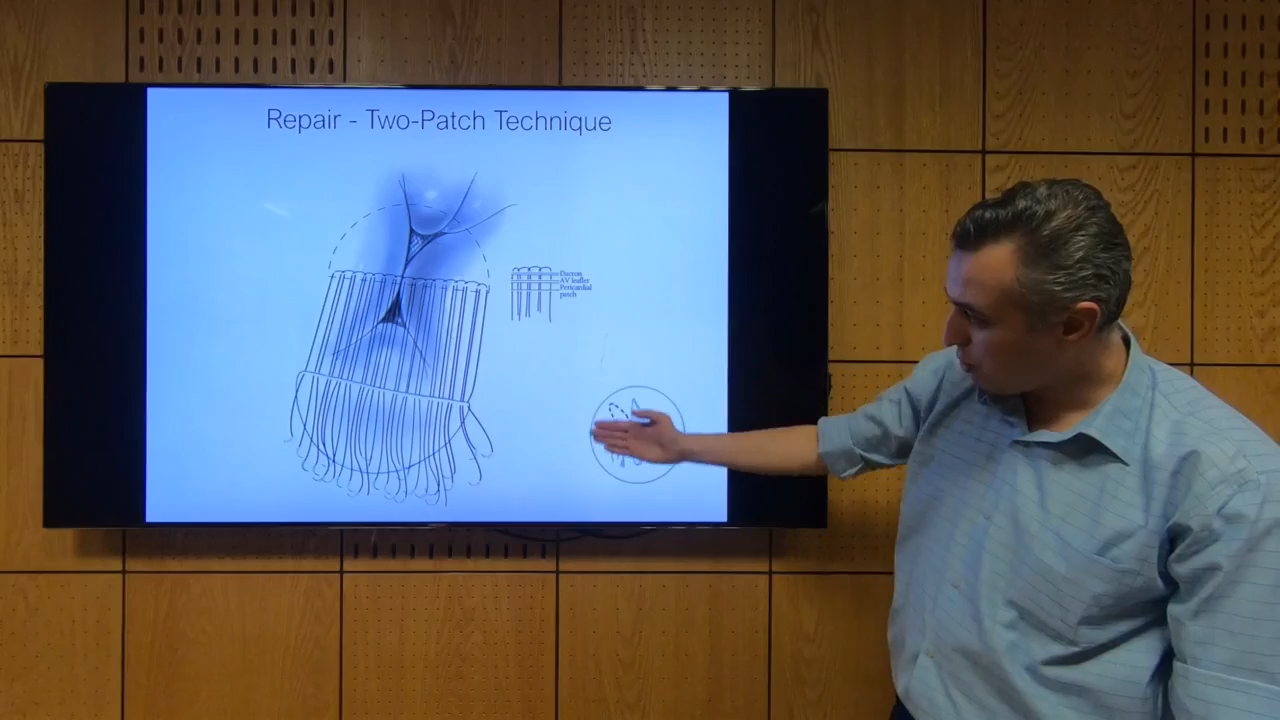 Repair - Two-Patch Technique
Dacron
AV leaflet
Pericardial
patch